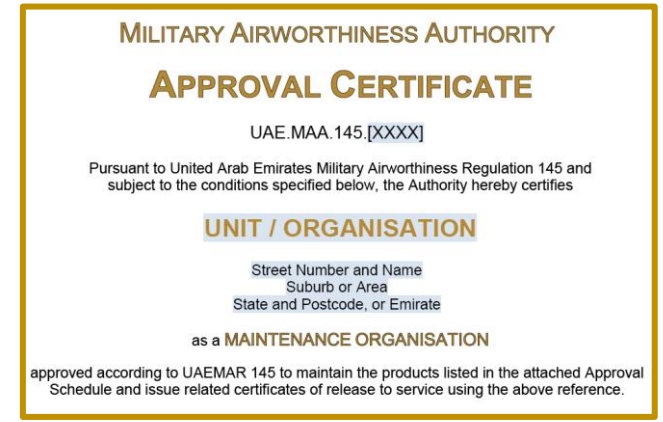 MILITARY AIRWORTHINESS AUTHORITY
APPROVAL CERTIFICATE
UAE.MAA.145.[XXXX]
Pursuant to United Arab Emirates Military Airworthiness Regulation 145 and
subject to the conditions specified below, the Authority hereby certifies
UNIT / ORGANISATION
Street Number and Name
Suburb or Area
State and Postcode, or Emirate
as a MAINTENANCE ORGANISATION
approved according to UAEMAR 145 to maintain the products listed in the attached Approval
Schedule and issue related certificates of release to service using the above reference.